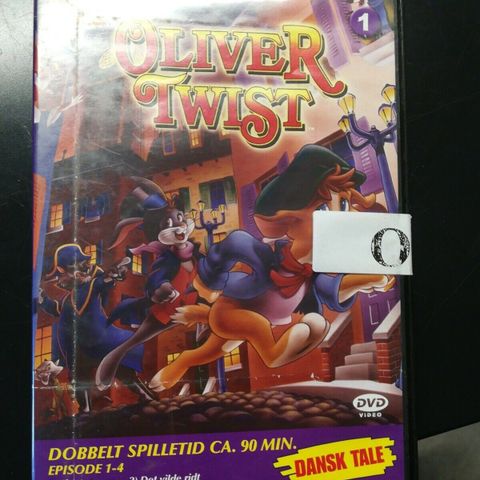 1
OLIVER
TWIST
O
DVD
VIDEO
DOBBELT SPILLETID CA. 90 MIN.
EPISODE 1-4
DANSK TALE
2) Det vilde ridt